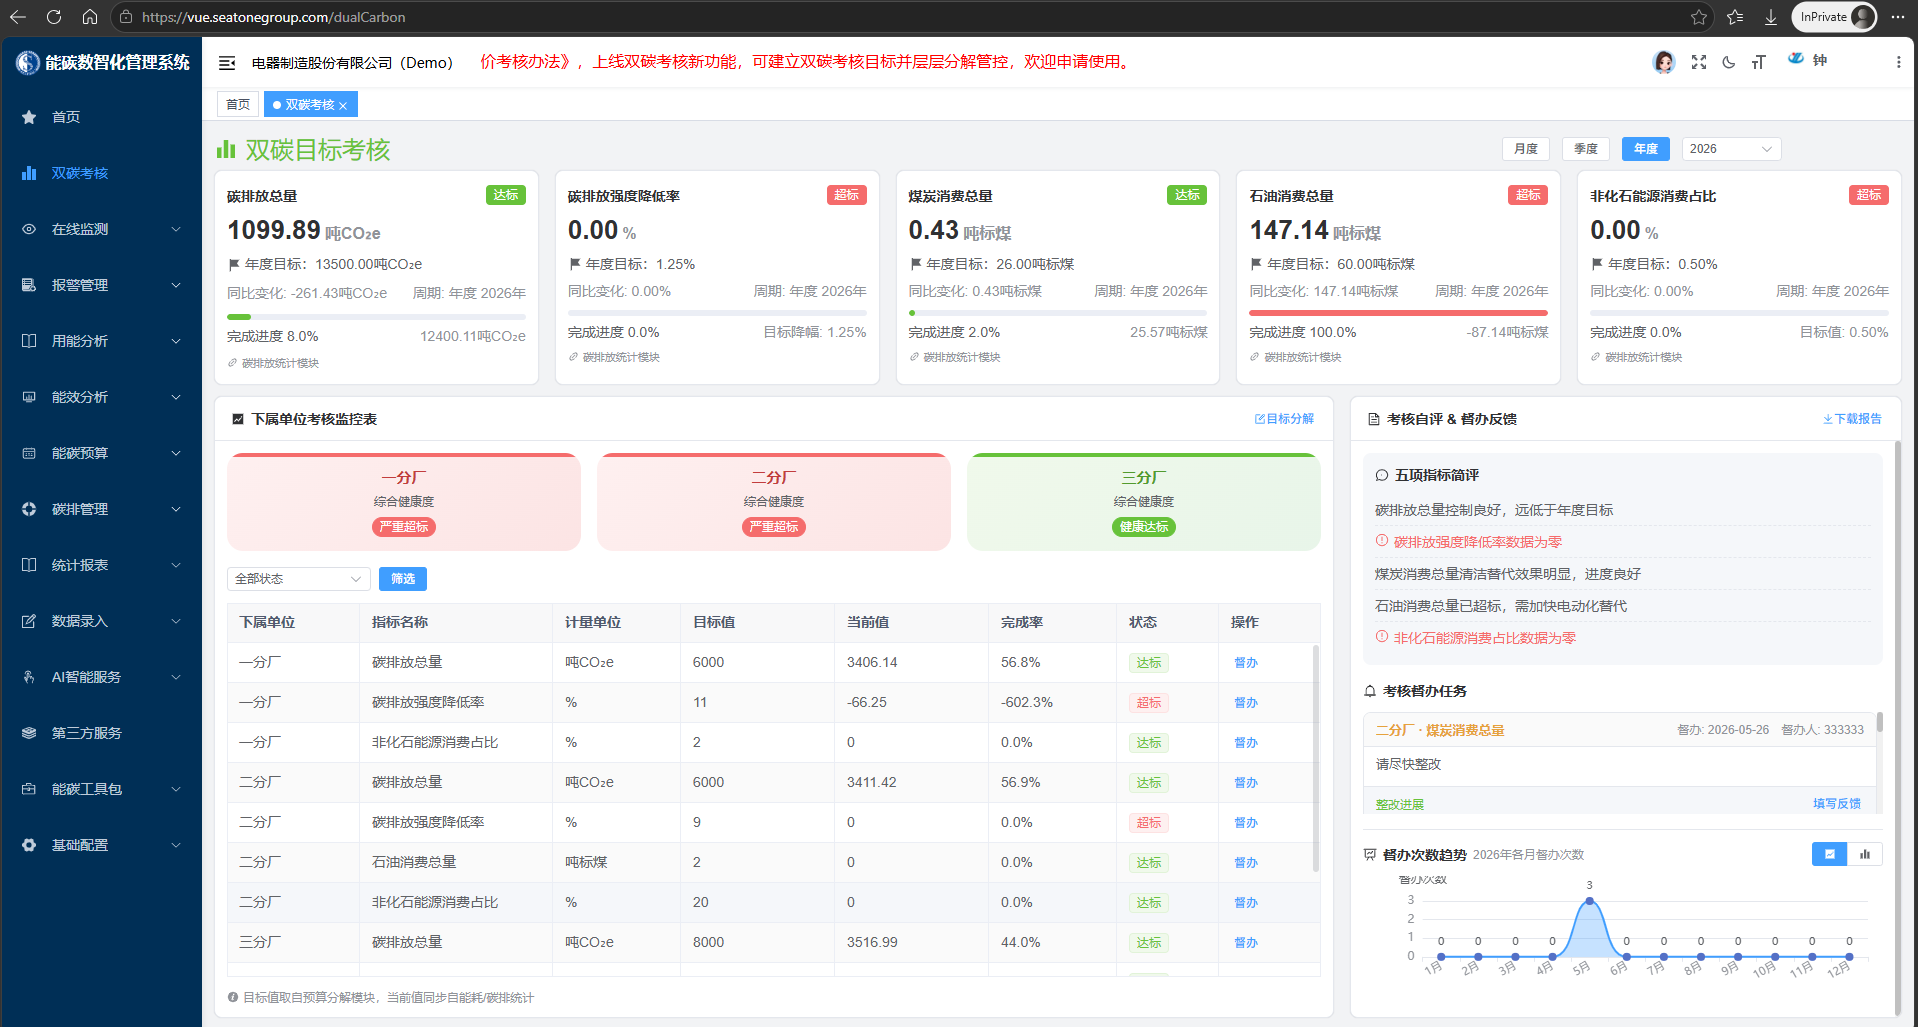 https://vue.seatonegroup.com/dualCarbon
InPrivate
能碳数智化管理系统
电器制造股份有限公司（Demo）
价考核办法》，上线双碳考核新功能，可建立双碳考核目标并层层分解管控，欢迎申请使用。
钟
首页
双碳考核
在线监测
报警管理
用能分析
能效分析
能碳预算
碳排管理
统计报表
数据录入
AI智能服务
第三方服务
能碳工具包
基础配置
首页 双碳考核 ×
双碳目标考核
月度 季度 年度 2026
碳排放总量 达标
1099.89 吨CO₂e
年度目标：13500.00吨CO₂e
同比变化: -261.43吨CO₂e 周期: 年度 2026年
完成进度 8.0% 12400.11吨CO₂e
碳排放统计模块
碳排放强度降低率 超标
0.00 %
年度目标：1.25%
同比变化: 0.00% 周期: 年度 2026年
完成进度 0.0% 目标降幅: 1.25%
碳排放统计模块
煤炭消费总量 达标
0.43 吨标煤
年度目标：26.00吨标煤
同比变化: 0.43吨标煤 周期: 年度 2026年
完成进度 2.0% 25.57吨标煤
碳排放统计模块
石油消费总量 超标
147.14 吨标煤
年度目标：60.00吨标煤
同比变化: 147.14吨标煤 周期: 年度 2026年
完成进度 100.0% -87.14吨标煤
碳排放统计模块
非化石能源消费占比 超标
0.00 %
年度目标：0.50%
同比变化: 0.00% 周期: 年度 2026年
完成进度 0.0% 目标值: 0.50%
碳排放统计模块
下属单位考核监控表 目标分解
一分厂
综合健康度
严重超标
二分厂
综合健康度
严重超标
三分厂
综合健康度
健康达标
全部状态 筛选
下属单位 指标名称 计量单位 目标值 当前值 完成率 状态 操作
一分厂 碳排放总量 吨CO₂e 6000 3406.14 56.8% 达标 督办
一分厂 碳排放强度降低率 % 11 -66.25 -602.3% 超标 督办
一分厂 非化石能源消费占比 % 2 0 0.0% 达标 督办
二分厂 碳排放总量 吨CO₂e 6000 3411.42 56.9% 达标 督办
二分厂 碳排放强度降低率 % 9 0 0.0% 超标 督办
二分厂 石油消费总量 吨标煤 2 0 0.0% 达标 督办
二分厂 非化石能源消费占比 % 20 0 0.0% 达标 督办
三分厂 碳排放总量 吨CO₂e 8000 3516.99 44.0% 达标 督办
目标值取自预算分解模块，当前值同步自能耗/碳排统计
考核自评 & 督办反馈 下载报告
五项指标简评
碳排放总量控制良好，远低于年度目标
碳排放强度降低率数据为零
煤炭消费总量清洁替代效果明显，进度良好
石油消费总量已超标，需加快电动化替代
非化石能源消费占比数据为零
考核督办任务
二分厂 · 煤炭消费总量 督办: 2026-05-26 督办人: 333333
请尽快整改
整改进展 填写反馈
督办次数趋势 2026年各月督办次数
督办次数
3
2
1
0
0 0 0 0 3 0 0 0 0 0 0 0
1月 2月 3月 4月 5月 6月 7月 8月 9月 10月 11月 12月